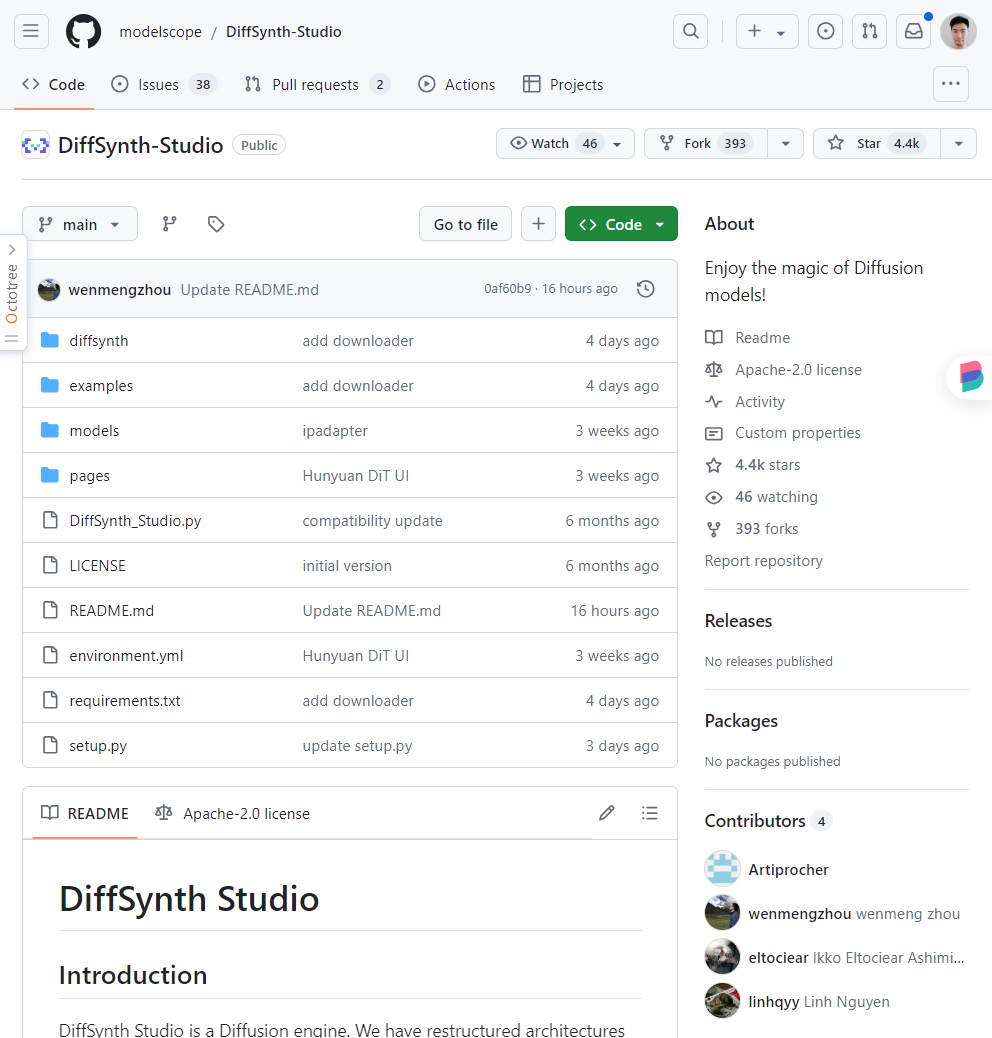 modelscope / DiffSynth-Studio
Code Issues 38 Pull requests 2 Actions Projects
DiffSynth-Studio Public Watch 46 Fork 393 Star 4.4k
main Go to file Code
Octotree
wenmengzhou Update README.md 0af60b9 · 16 hours ago
diffsynth add downloader 4 days ago
examples add downloader 4 days ago
models ipadapter 3 weeks ago
pages Hunyuan DiT UI 3 weeks ago
DiffSynth_Studio.py compatibility update 6 months ago
LICENSE initial version 6 months ago
README.md Update README.md 16 hours ago
environment.yml Hunyuan DiT UI 3 weeks ago
requirements.txt add downloader 4 days ago
setup.py update setup.py 3 days ago
README Apache-2.0 license
DiffSynth Studio
Introduction
DiffSynth Studio is a Diffusion engine. We have restructured architectures
About
Enjoy the magic of Diffusion
models!
Readme
Apache-2.0 license
Activity
Custom properties
4.4k stars
46 watching
393 forks
Report repository
Releases
No releases published
Packages
No packages published
Contributors 4
Artiprocher
wenmengzhou wenmeng zhou
eltociear Ikko Eltociear Ashimi...
linhqyy Linh Nguyen